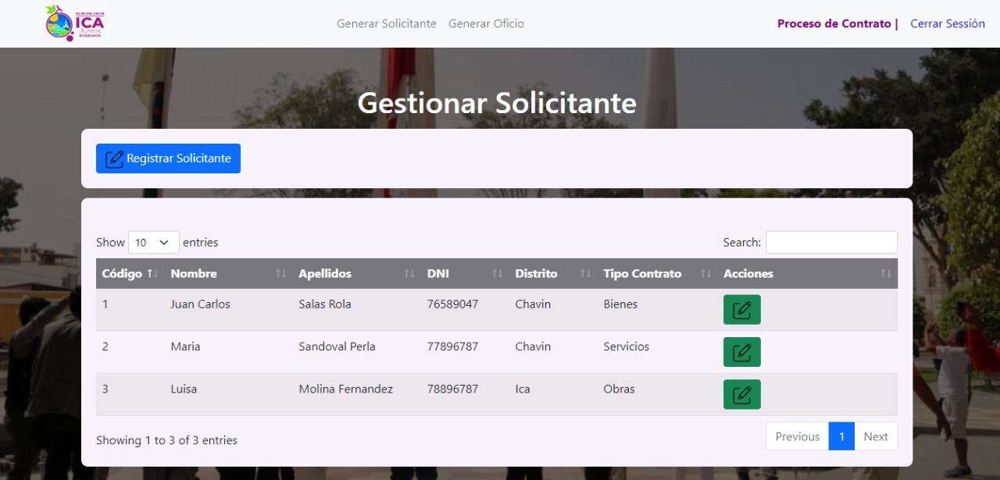 MUNICIPALIDAD DE
ICA
Juntos
PODEMOS
Generar Solicitante Generar Oficio
Proceso de Contrato | Cerrar Sessión
Gestionar Solicitante
Registrar Solicitante
Show 10 entries
Search:
Código Nombre Apellidos DNI Distrito Tipo Contrato Acciones
1 Juan Carlos Salas Rola 76589047 Chavin Bienes
2 Maria Sandoval Perla 77896787 Chavin Servicios
3 Luisa Molina Fernandez 78896787 Ica Obras
Showing 1 to 3 of 3 entries
Previous 1 Next